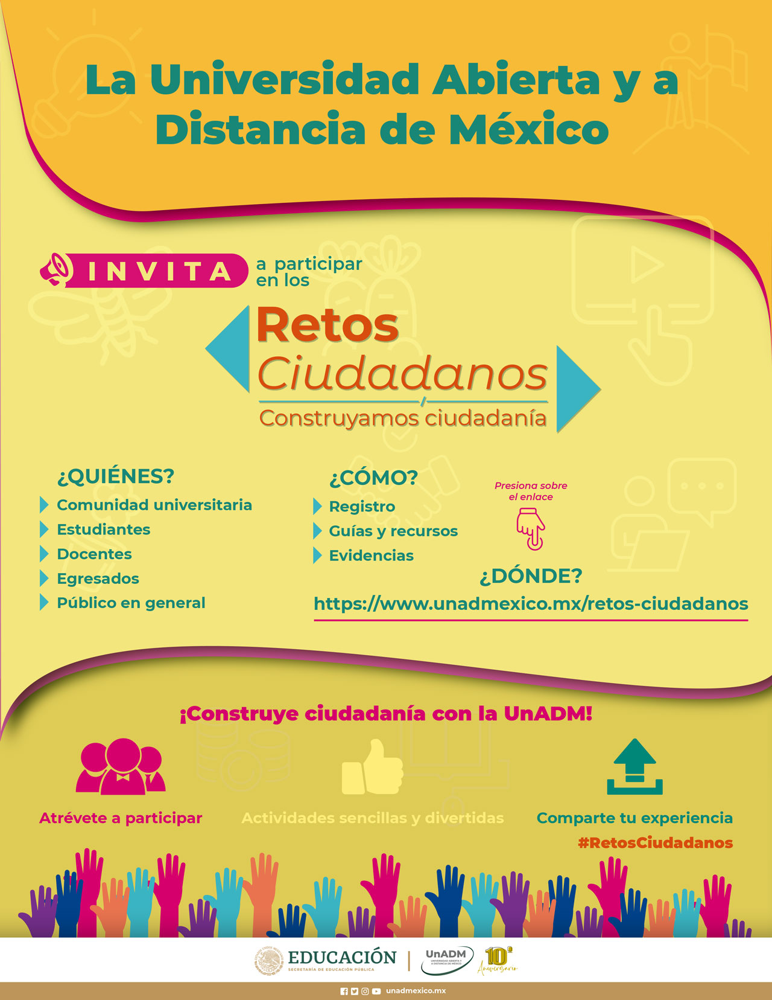 La Universidad Abierta y a
Distancia de México
INVITA
a participar
en los
Retos
Ciudadanos
Construyamos ciudadanía
¿QUIÉNES?
Comunidad universitaria
Estudiantes
Docentes
Egresados
Público en general
¿CÓMO?
Registro
Guías y recursos
Evidencias
Presiona sobre
el enlace
¿DÓNDE?
https://www.unadmexico.mx/retos-ciudadanos
¡Construye ciudadanía con la UnADM!
Atrévete a participar
Actividades sencillas y divertidas
Comparte tu experiencia
#RetosCiudadanos
EDUCACIÓN
SECRETARÍA DE EDUCACIÓN PÚBLICA
UnADM
UNIVERSIDAD ABIERTA Y
A DISTANCIA DE MÉXICO
10º
Aniversario
unadmexico.mx